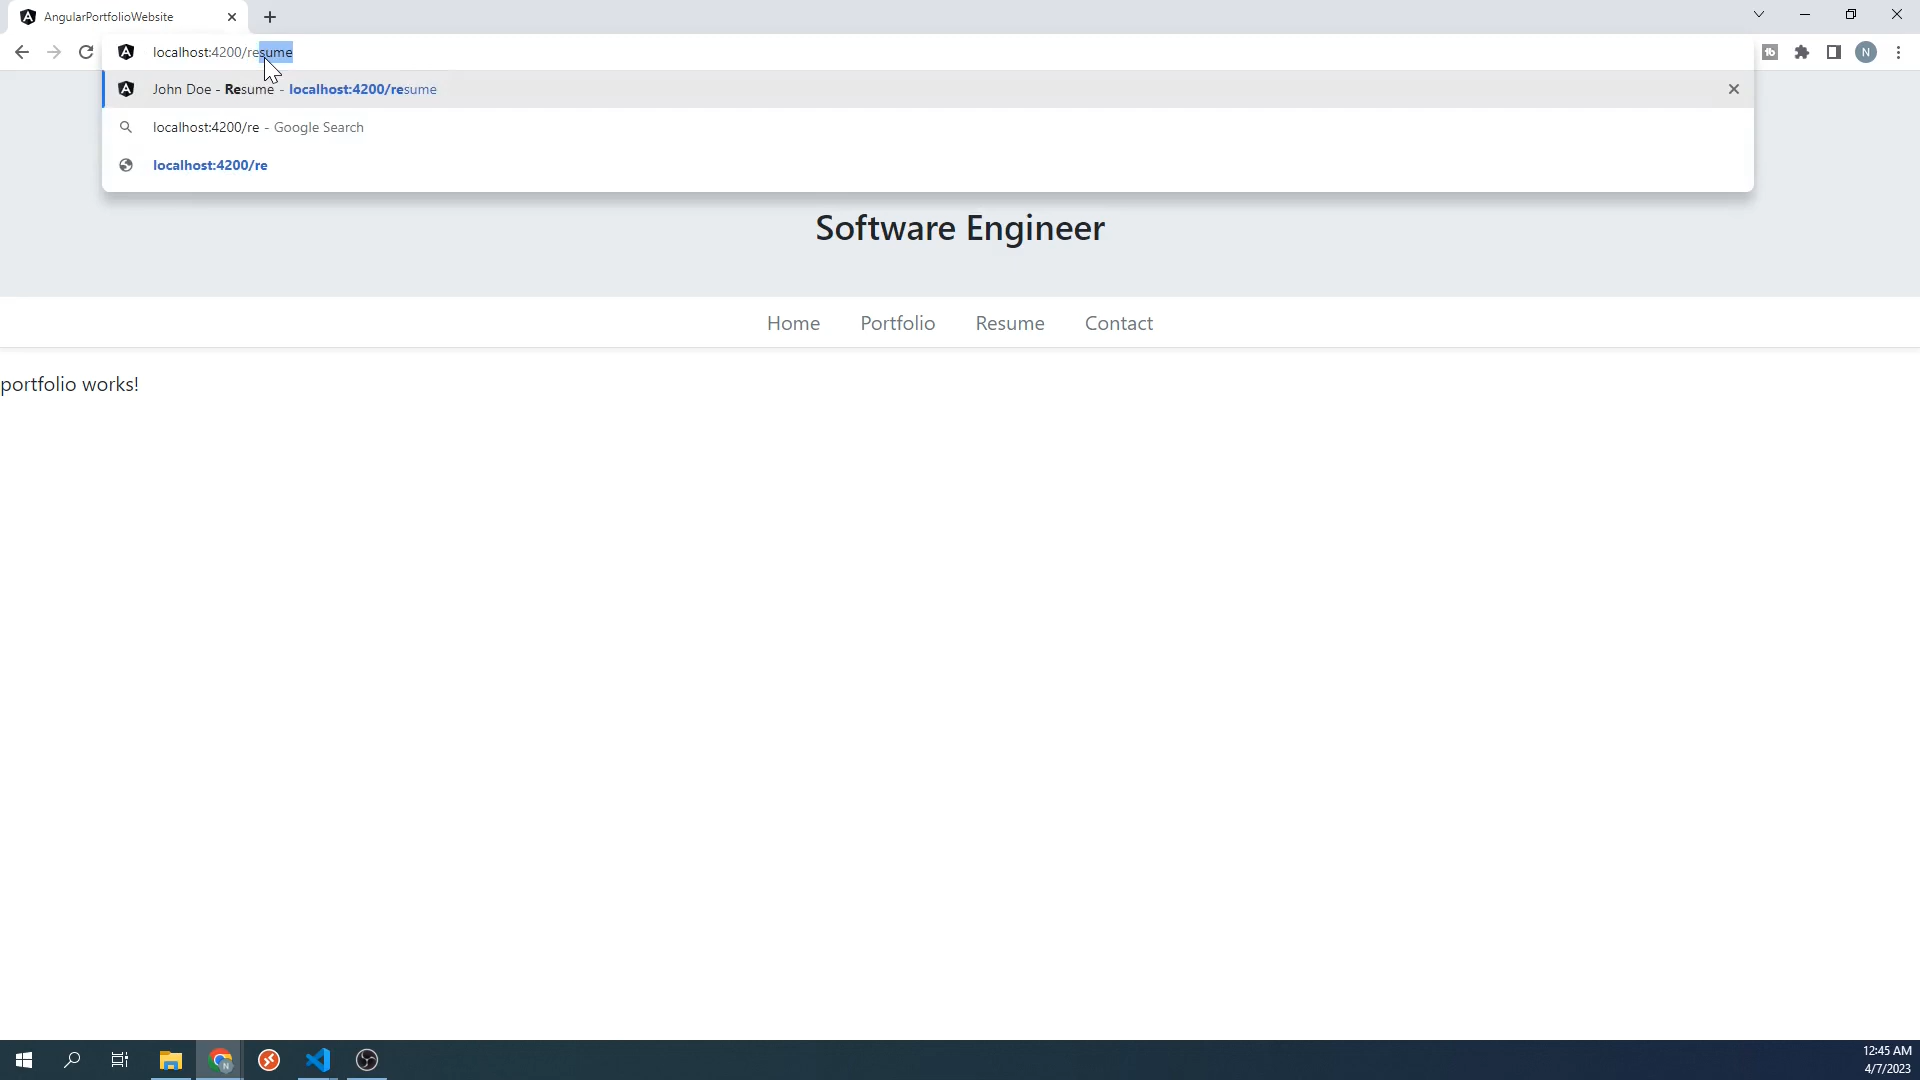 AngularPortfolioWebsite
localhost:4200/resume
John Doe - Resume - localhost:4200/resume
localhost:4200/re - Google Search
localhost:4200/re
N
Software Engineer
Home Portfolio Resume Contact
portfolio works!
12:45 AM
4/7/2023